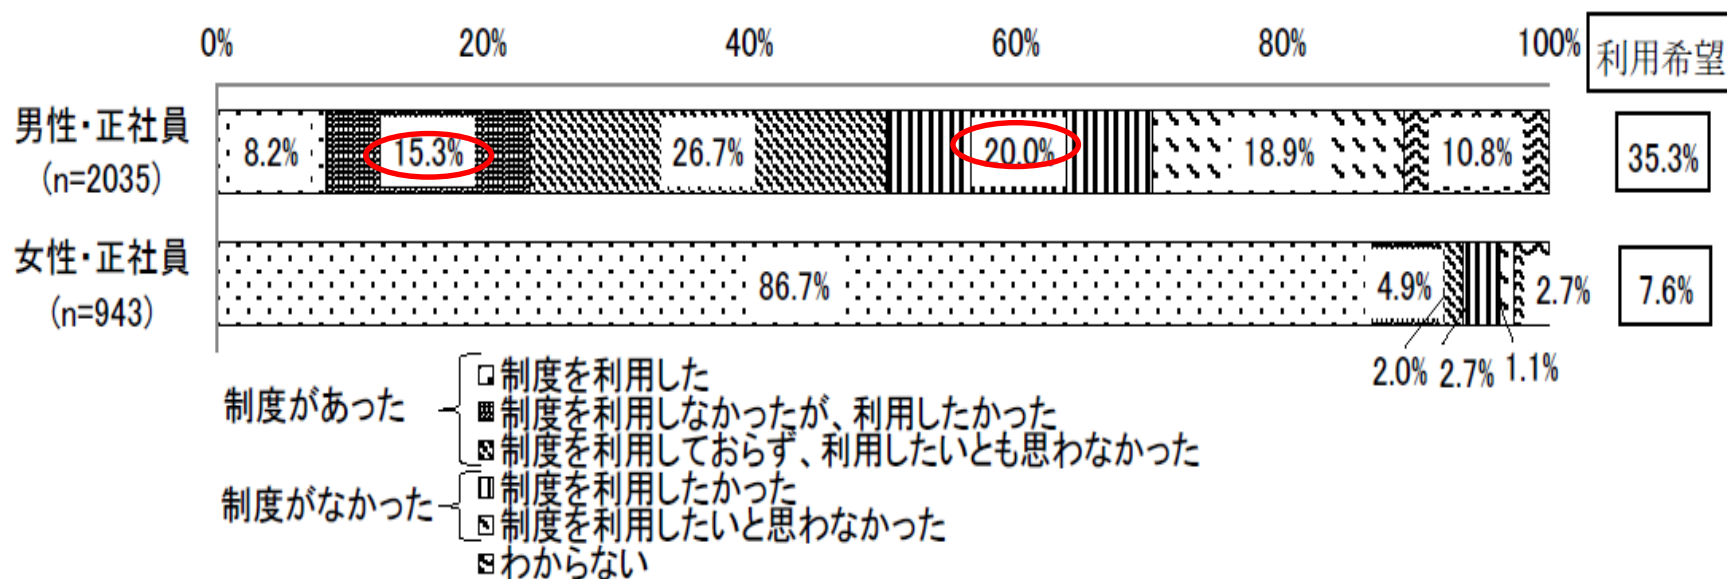 0% 20% 40% 60% 80% 100% 利用希望
男性・正社員
(n=2035)
8.2% 15.3% 26.7% 20.0% 18.9% 10.8% 35.3%
女性・正社員
(n=943)
86.7% 4.9% 2.7% 7.6%
2.0% 2.7% 1.1%
制度があった
制度を利用した
制度を利用しなかったが、利用したかった
制度を利用しておらず、利用したいとも思わなかった
制度がなかった
制度を利用したかった
制度を利用したいと思わなかった
わからない